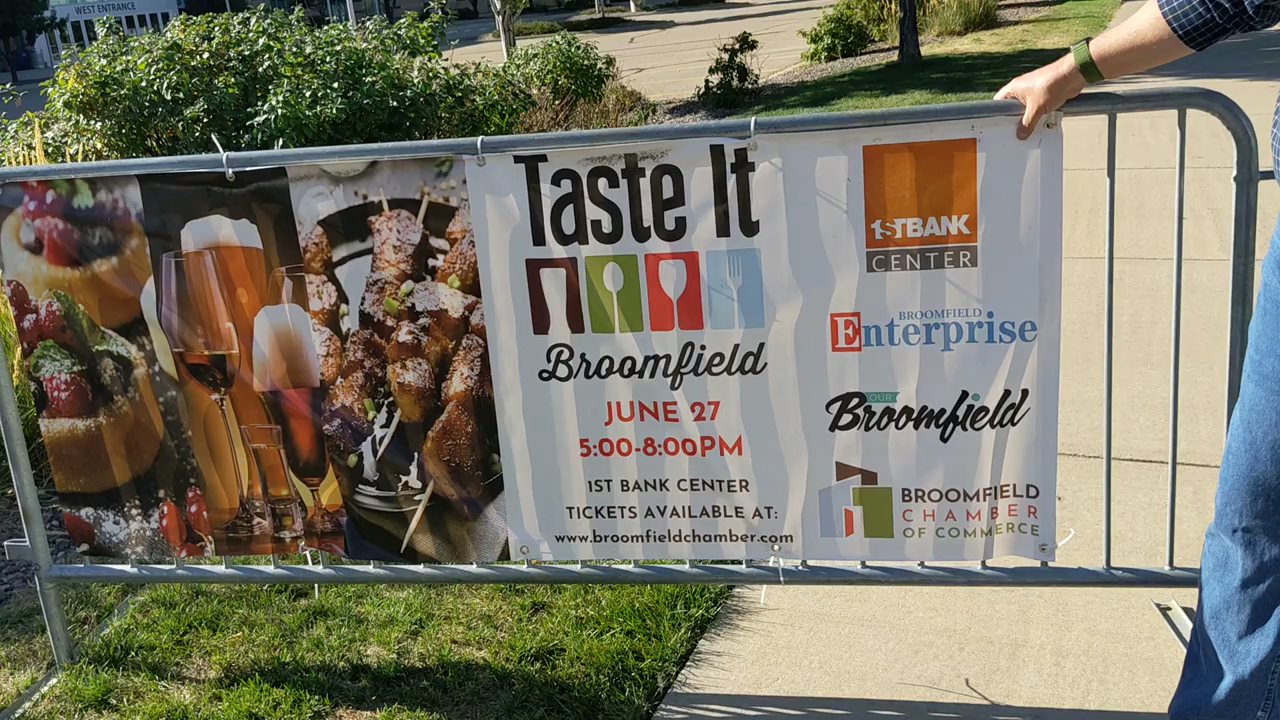 WEST ENTRANCE
Taste It
Broomfield
JUNE 27
5:00-8:00PM
1ST BANK CENTER
TICKETS AVAILABLE AT:
www.broomfieldchamber.com
1STBANK
CENTER
BROOMFIELD
Enterprise
OUR
Broomfield
BROOMFIELD
CHAMBER
OF COMMERCE